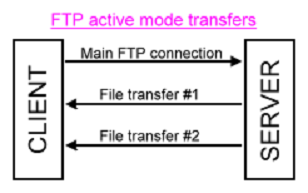 FTP active mode transfers
Main FTP connection
CLIENT
File transfer #1
File transfer #2
SERVER